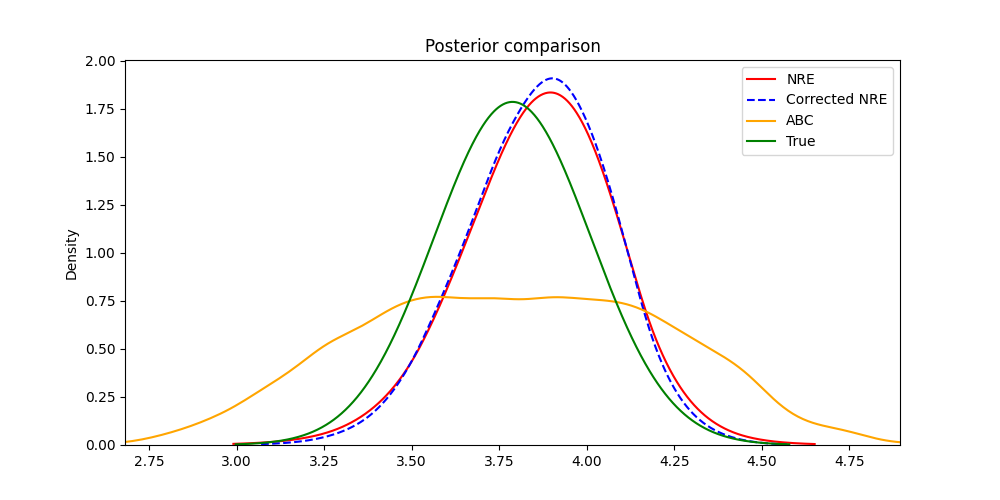 Posterior comparison
NRE
Corrected NRE
ABC
True
Density
2.00
1.75
1.50
1.25
1.00
0.75
0.50
0.25
0.00
2.75 3.00 3.25 3.50 3.75 4.00 4.25 4.50 4.75